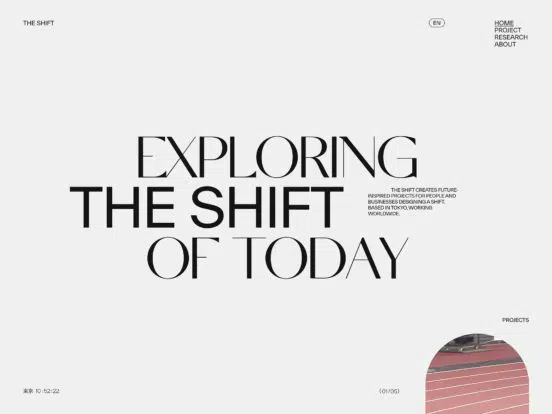 THE SHIFT
EN
HOME
PROJECT
RESEARCH
ABOUT
EXPLORING
THE SHIFT
THE SHIFT CREATES FUTURE-
INSPIRED PROJECTS FOR PEOPLE AND
BUSINESSES DESIGNING A SHIFT.
BASED IN TOKYO, WORKING
WORLDWIDE.
OF TODAY
PROJECTS
東京 10:52:22
(01/05)